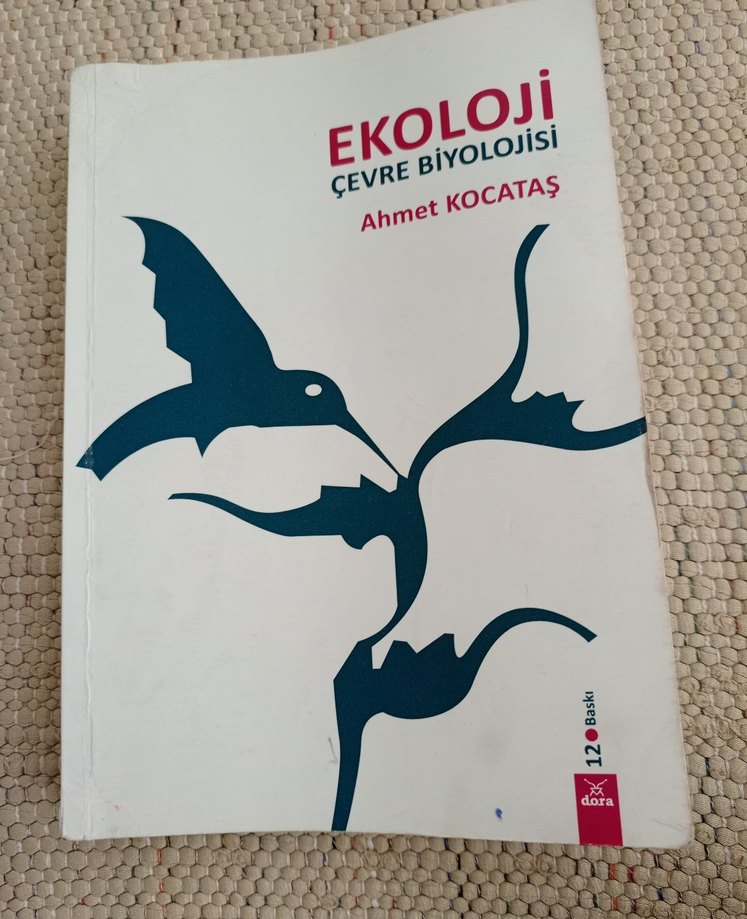 EKOLOJİ
ÇEVRE BİYOLOJİSİ
Ahmet KOCATAŞ
12 Baskı
dora